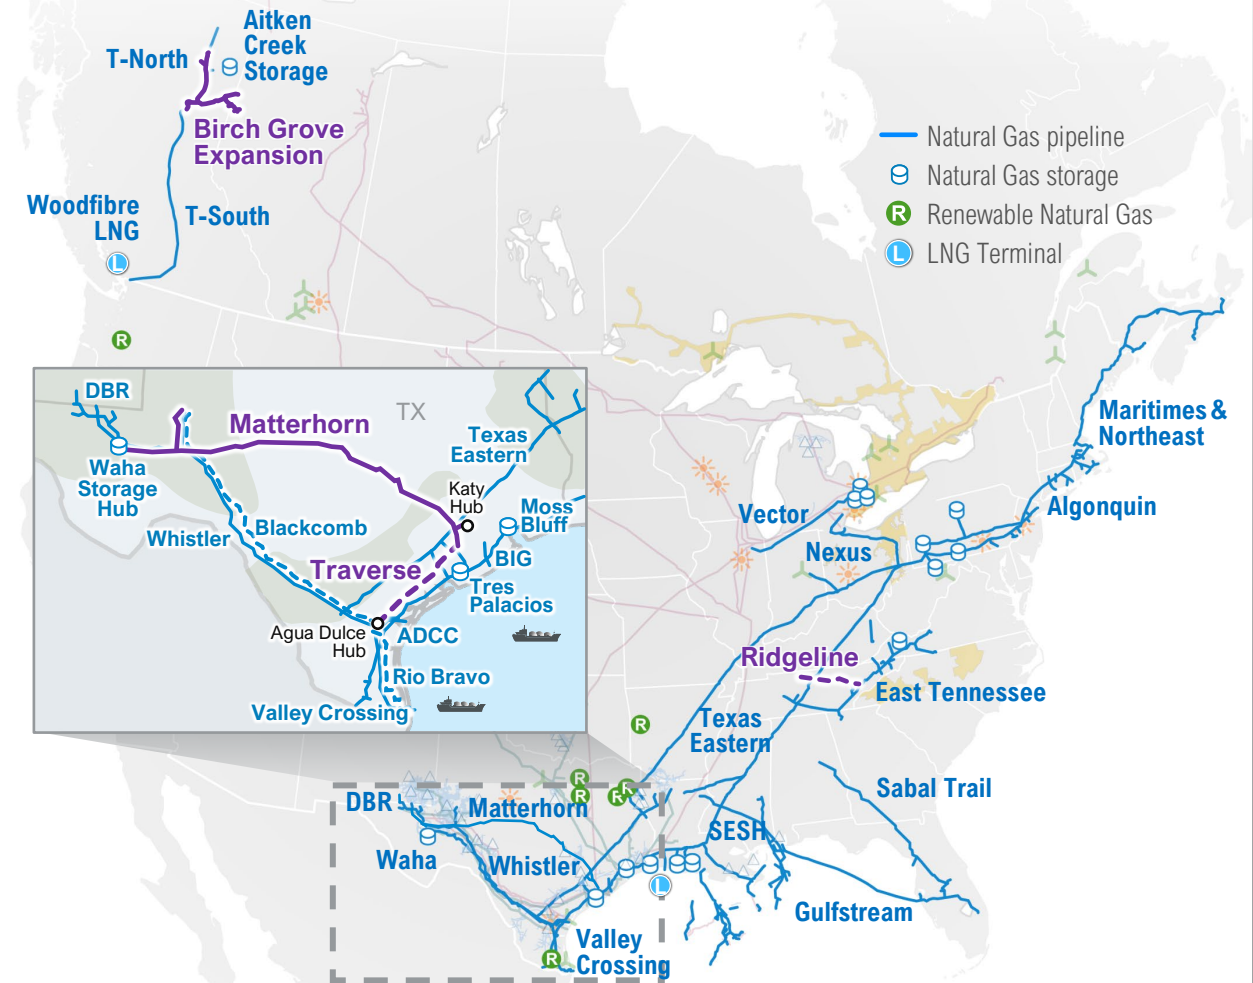 Aitken
Creek
Storage
T-North
Birch Grove
Expansion
Woodfibre
LNG
T-South
L
R
Natural Gas pipeline
Natural Gas storage
R Renewable Natural Gas
L LNG Terminal
DBR
TX
Matterhorn
Texas
Eastern
Waha
Storage
Hub
Katy
Hub
Moss
Bluff
Whistler
Blackcomb
BIG
Traverse
Tres
Palacios
Agua Dulce
Hub
ADCC
Rio Bravo
Valley Crossing
Maritimes &
Northeast
Algonquin
Vector
Nexus
Ridgeline
East Tennessee
Texas
Eastern
R
R
R
R
R
Sabal Trail
DBR
Matterhorn
SESH
Waha
Whistler
L
Gulfstream
Valley
Crossing
R